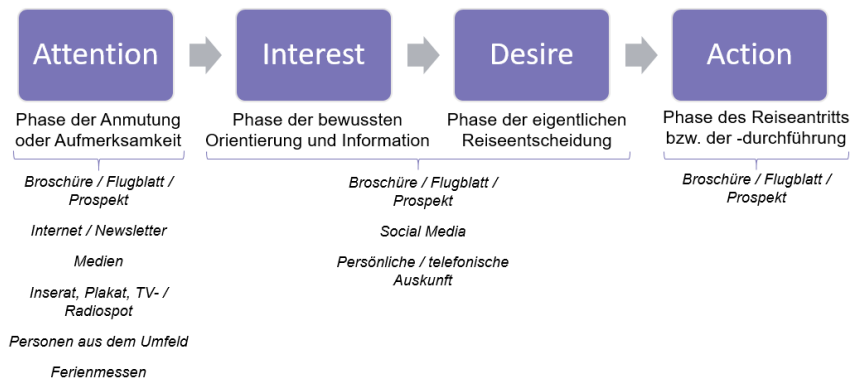 Attention
Interest
Desire
Action
Phase der Anmutung
oder Aufmerksamkeit
Phase der bewussten
Orientierung und Information
Phase der eigentlichen
Reiseentscheidung
Phase des Reiseantritts
bzw. der -durchführung
Broschüre / Flugblatt /
Prospekt
Internet / Newsletter
Medien
Inserat, Plakat, TV- /
Radiospot
Personen aus dem Umfeld
Ferienmessen
Broschüre / Flugblatt /
Prospekt
Social Media
Persönliche / telefonische
Auskunft
Broschüre / Flugblatt /
Prospekt